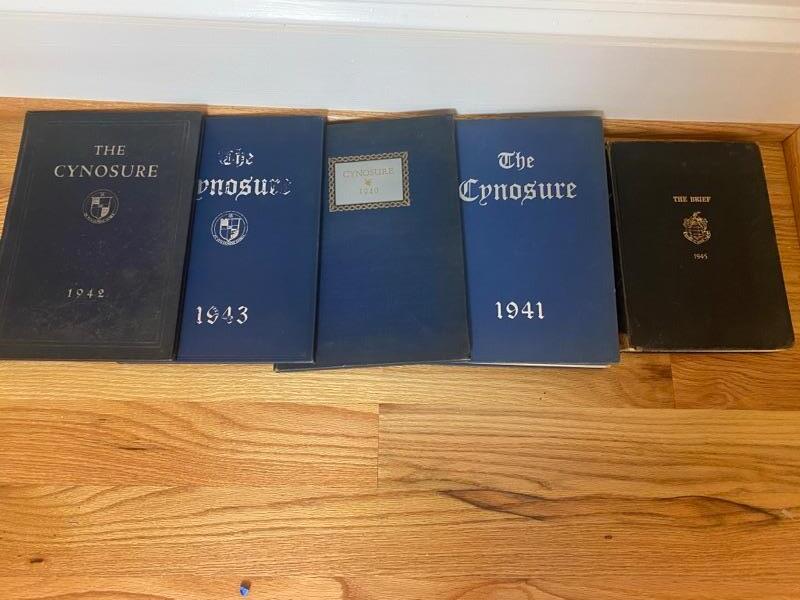 THE
CYNOSURE
1942
The
ynosure
1943
CYNOSURE
1940
The
Cynosure
1941
THE BRIEF
1945